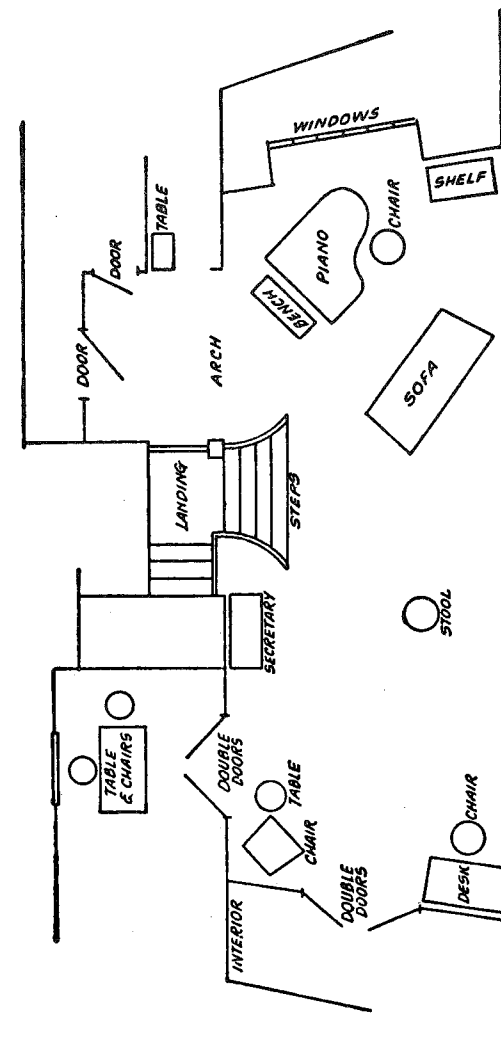 WINDOWS
SHELF
TABLE
DOOR
CHAIR
PIANO
BENCH
DOOR
ARCH
SOFA
LANDING
STEPS
SECRETARY
STOOL
TABLE
& CHAIRS
DOUBLE
DOORS
TABLE
CHAIR
CHAIR
DOUBLE
DOORS
DESK
INTERIOR